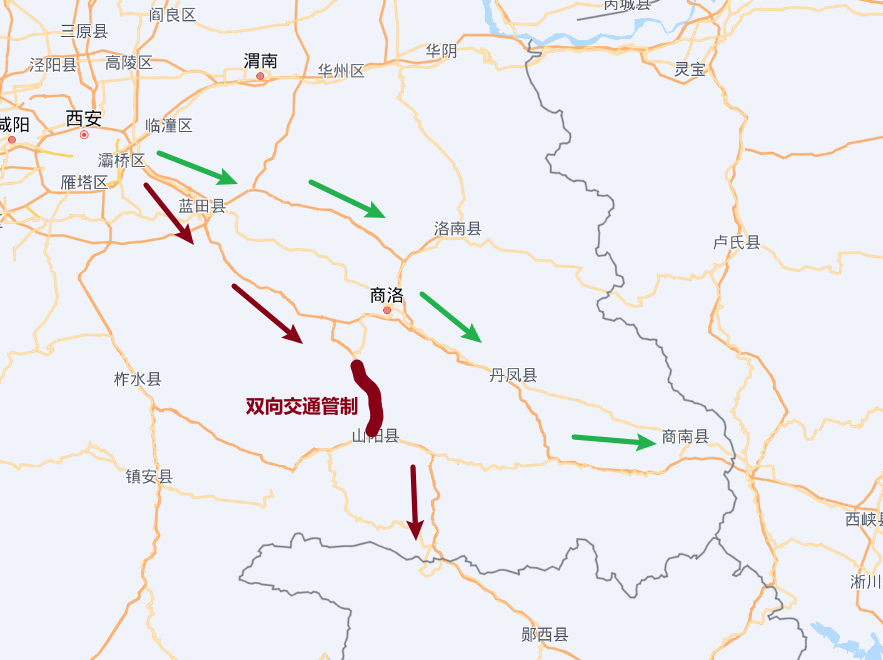 芮城县
阎良区
三原县
华阴
泾阳县
高陵区
渭南
华州区
灵宝
咸阳
西安
临潼区
灞桥区
雁塔区
蓝田县
洛南县
卢氏县
商洛
柞水县
丹凤县
双向交通管制
山阳县
商南县
镇安县
西峡县
淅川
郧西县